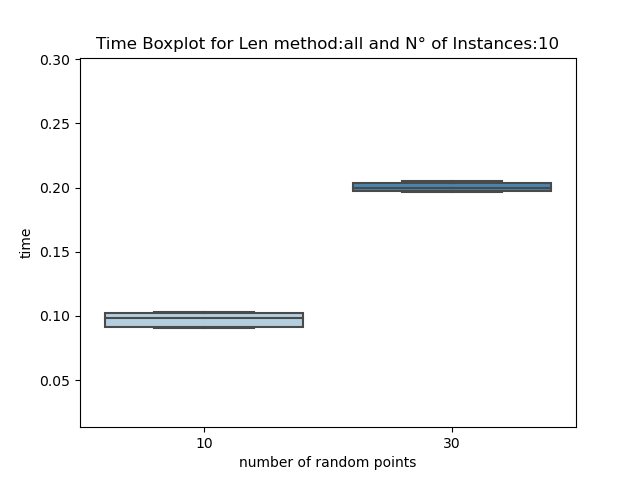 Time Boxplot for Len method:all and N° of Instances:10
0.30
0.25
0.20
0.15
0.10
0.05
time
10 30
number of random points